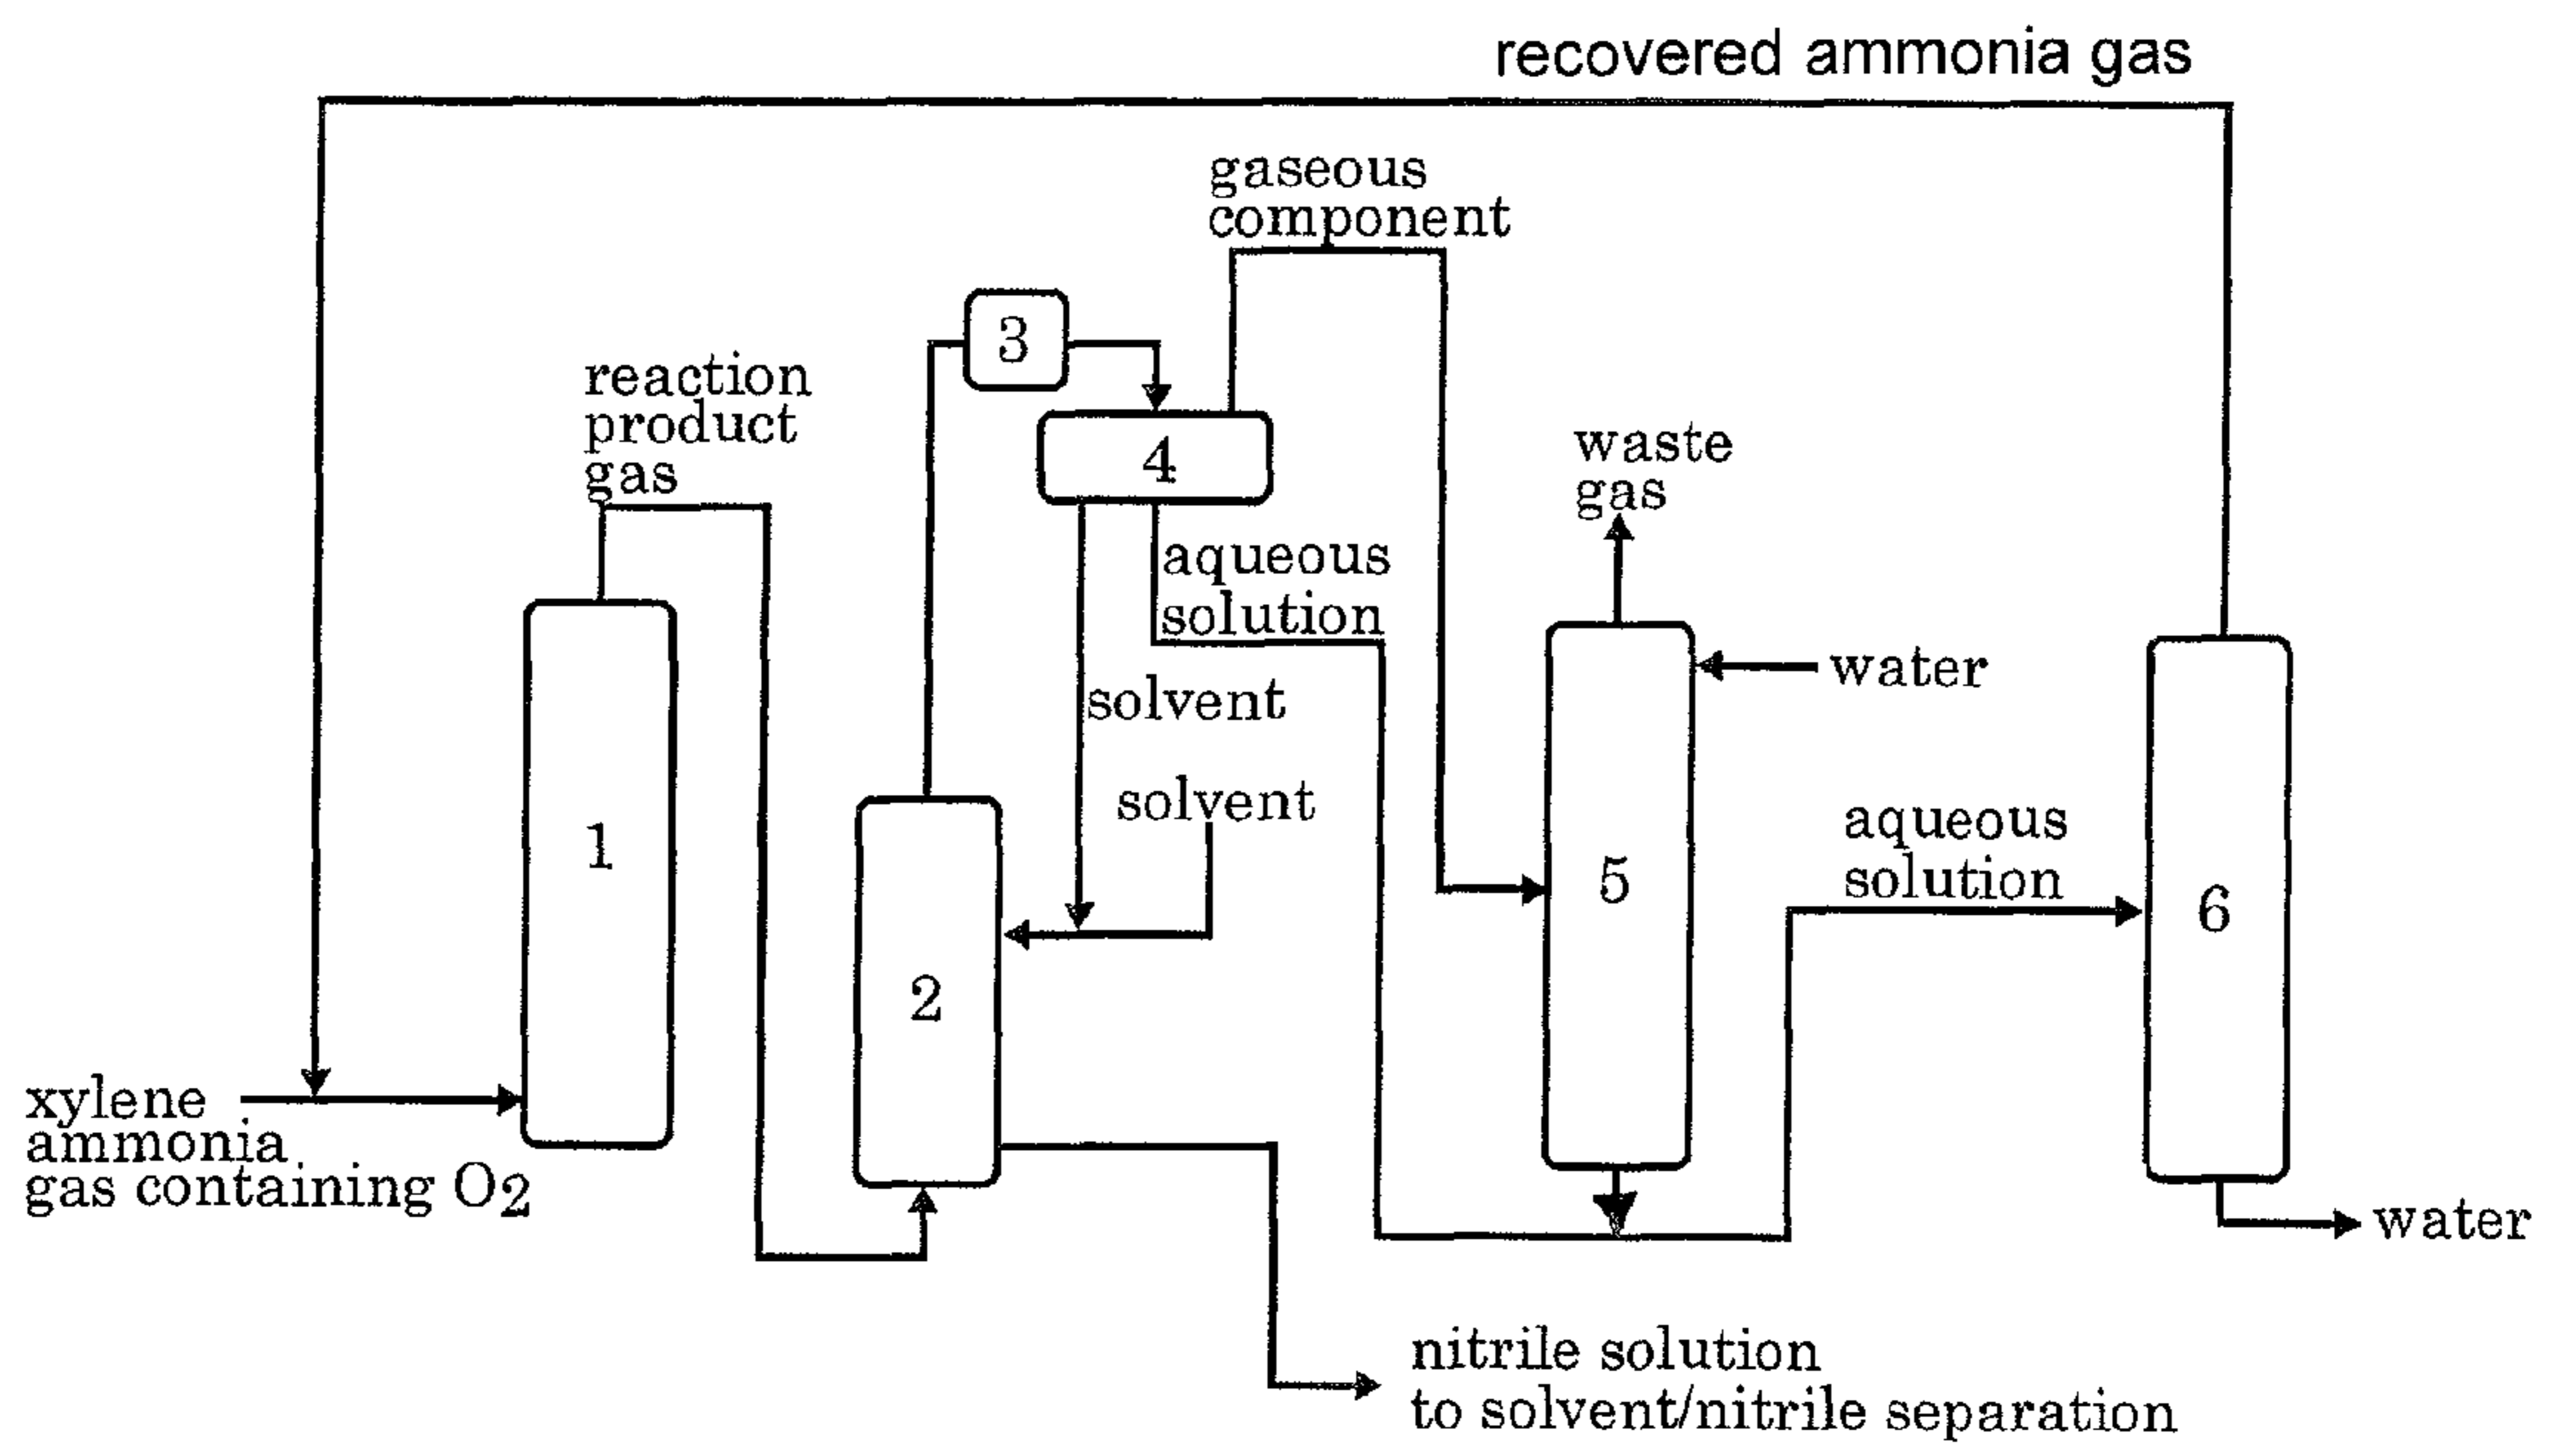 recovered ammonia gas
gaseous
component
3
reaction
product
gas
4
waste
gas
aqueous
solution
water
solvent
solvent
1
aqueous
solution
5
6
2
xylene
ammonia
gas containing O2
water
nitrile solution
to solvent/nitrile separation